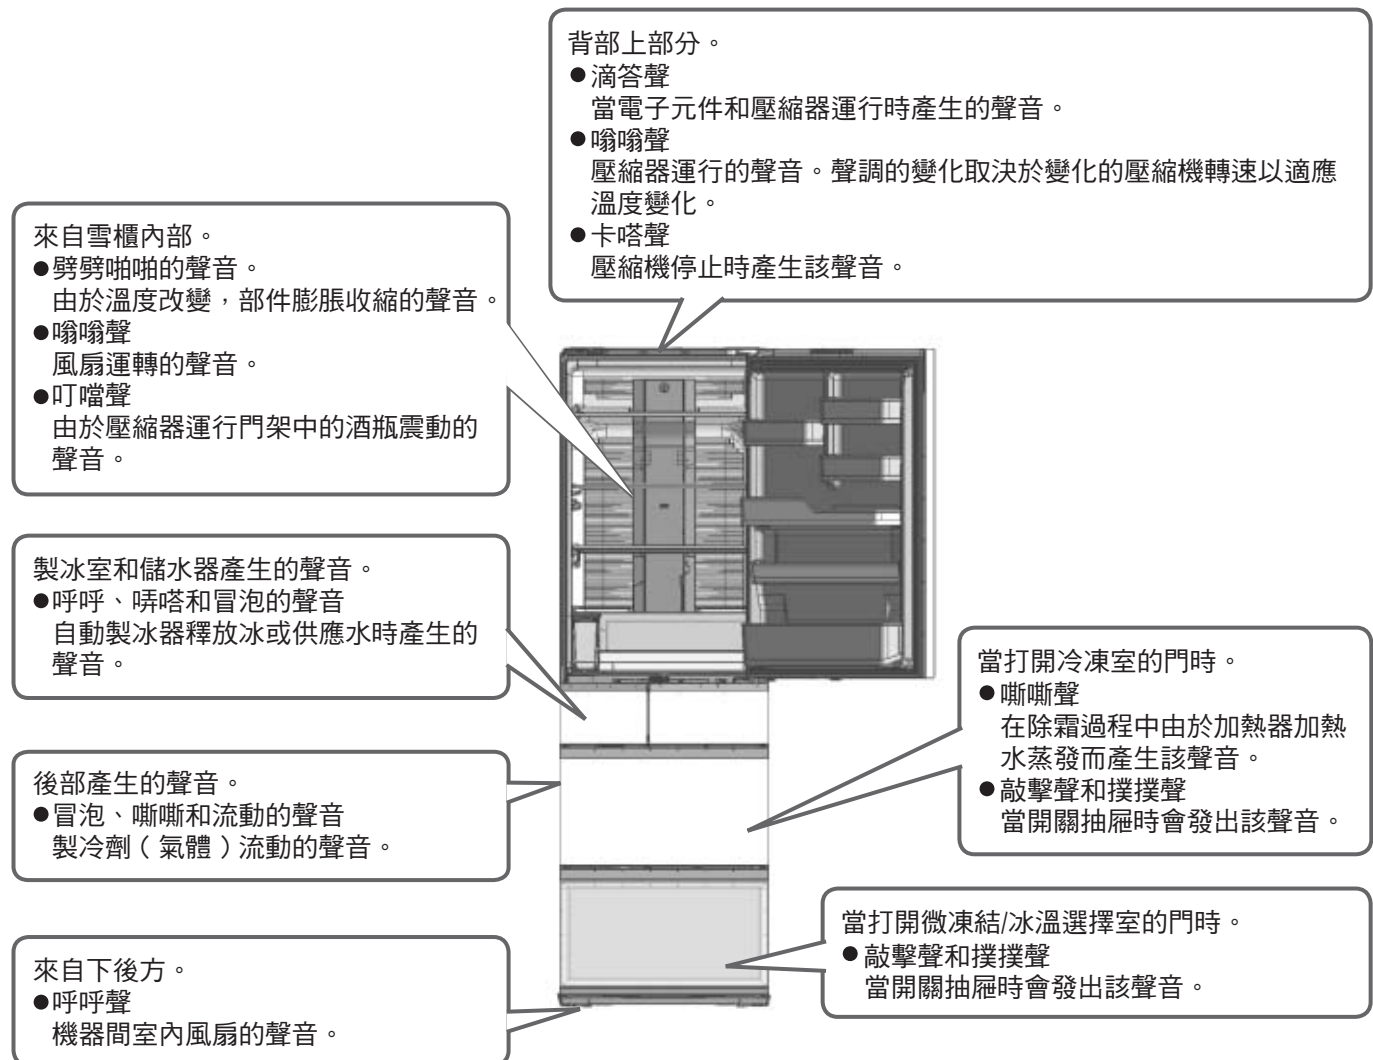 背部上部分。
●滴答聲
當電子元件和壓縮器運行時產生的聲音。
●嗡嗡聲
壓縮器運行的聲音。聲調的變化取決於變化的壓縮機轉速以適應
溫度變化。
●卡嗒聲
壓縮機停止時產生該聲音。
來自雪櫃內部。
●劈劈啪啪的聲音。
由於溫度改變，部件膨脹收縮的聲音。
●嗡嗡聲
風扇運轉的聲音。
●叮噹聲
由於壓縮器運行門架中的酒瓶震動的
聲音。
製冰室和儲水器產生的聲音。
●呼呼、哢嗒和冒泡的聲音
自動製冰器釋放冰或供應水時產生的
聲音。
後部產生的聲音。
●冒泡、嘶嘶和流動的聲音
製冷劑（氣體）流動的聲音。
來自下後方。
●呼呼聲
機器間室內風扇的聲音。
當打開冷凍室的門時。
●嘶嘶聲
在除霜過程中由於加熱器加熱
水蒸發而產生該聲音。
●敲擊聲和撲撲聲
當開關抽屜時會發出該聲音。
當打開微凍結/冰溫選擇室的門時。
●敲擊聲和撲撲聲
當開關抽屜時會發出該聲音。